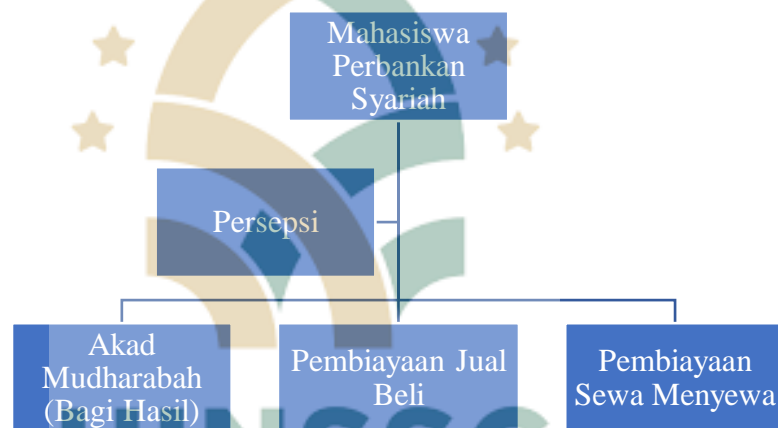 Mahasiswa
Perbankan
Syariah
Persepsi
Akad
Mudharabah
(Bagi Hasil)
Pembiayaan Jual
Beli
Pembiayaan
Sewa Menyewa